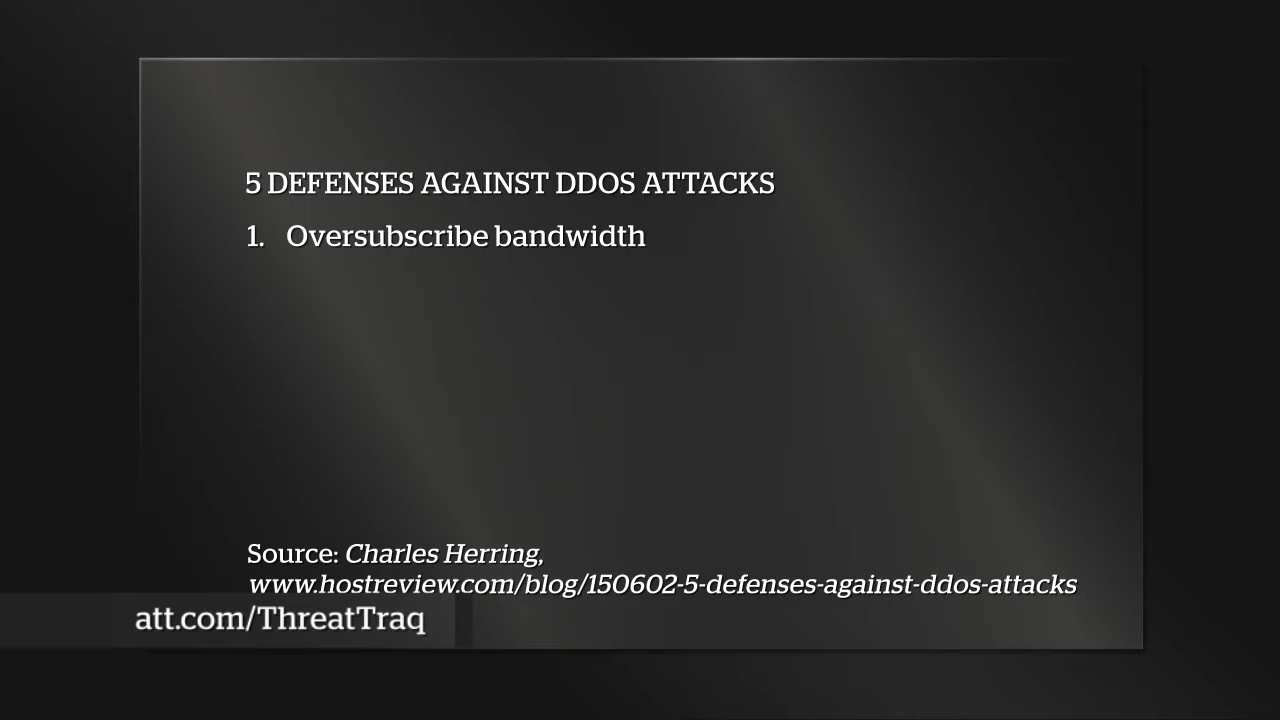 5 DEFENSES AGAINST DDOS ATTACKS
1. Oversubscribe bandwidth
Source: Charles Herring,
www.hostreview.com/blog/150602-5-defenses-against-ddos-attacks
att.com/ThreatTraq